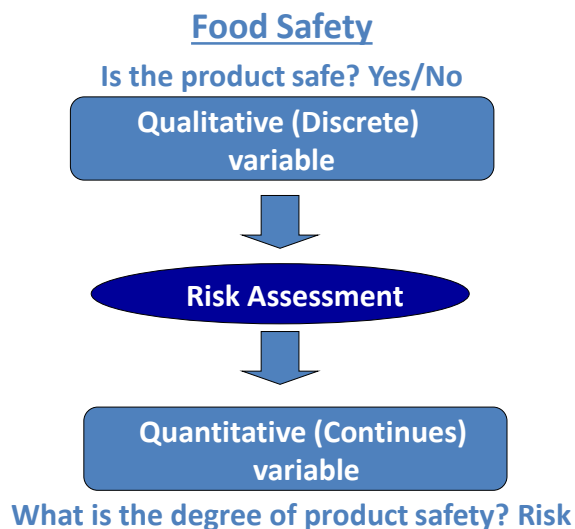 Food Safety
Is the product safe? Yes/No
Qualitative (Discrete)
variable
Risk Assessment
Quantitative (Continues)
variable
What is the degree of product safety? Risk